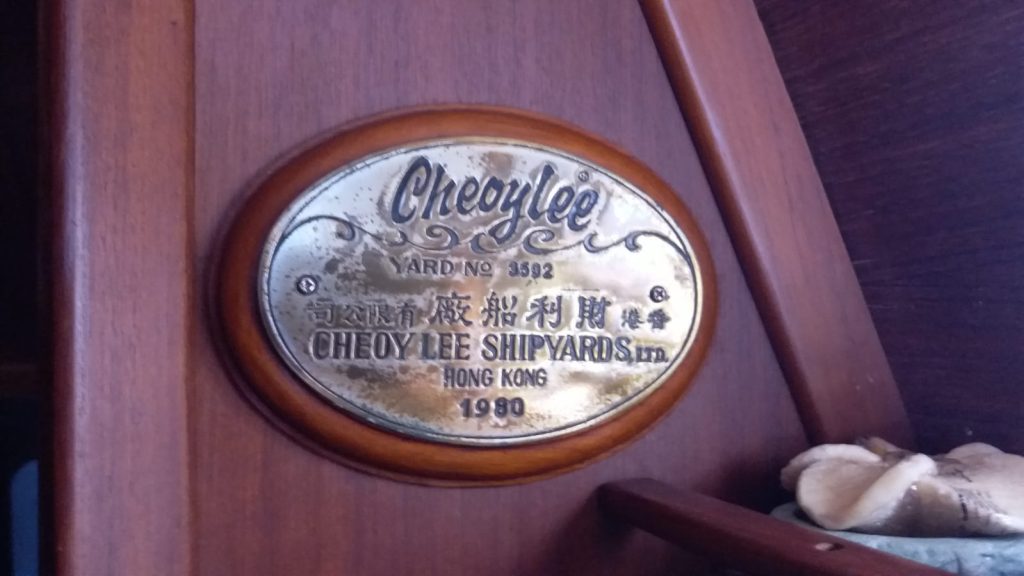 CheoyLee®
YARD No
香港 財利船廠 有限公司
CHEOY LEE SHIPYARDS, LTD.
HONG KONG
1980